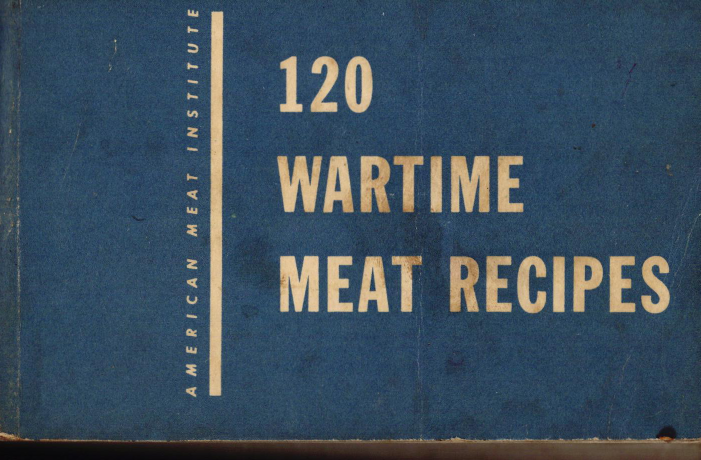 AMERICAN MEAT INSTITUTE
120
WARTIME
MEAT RECIPES